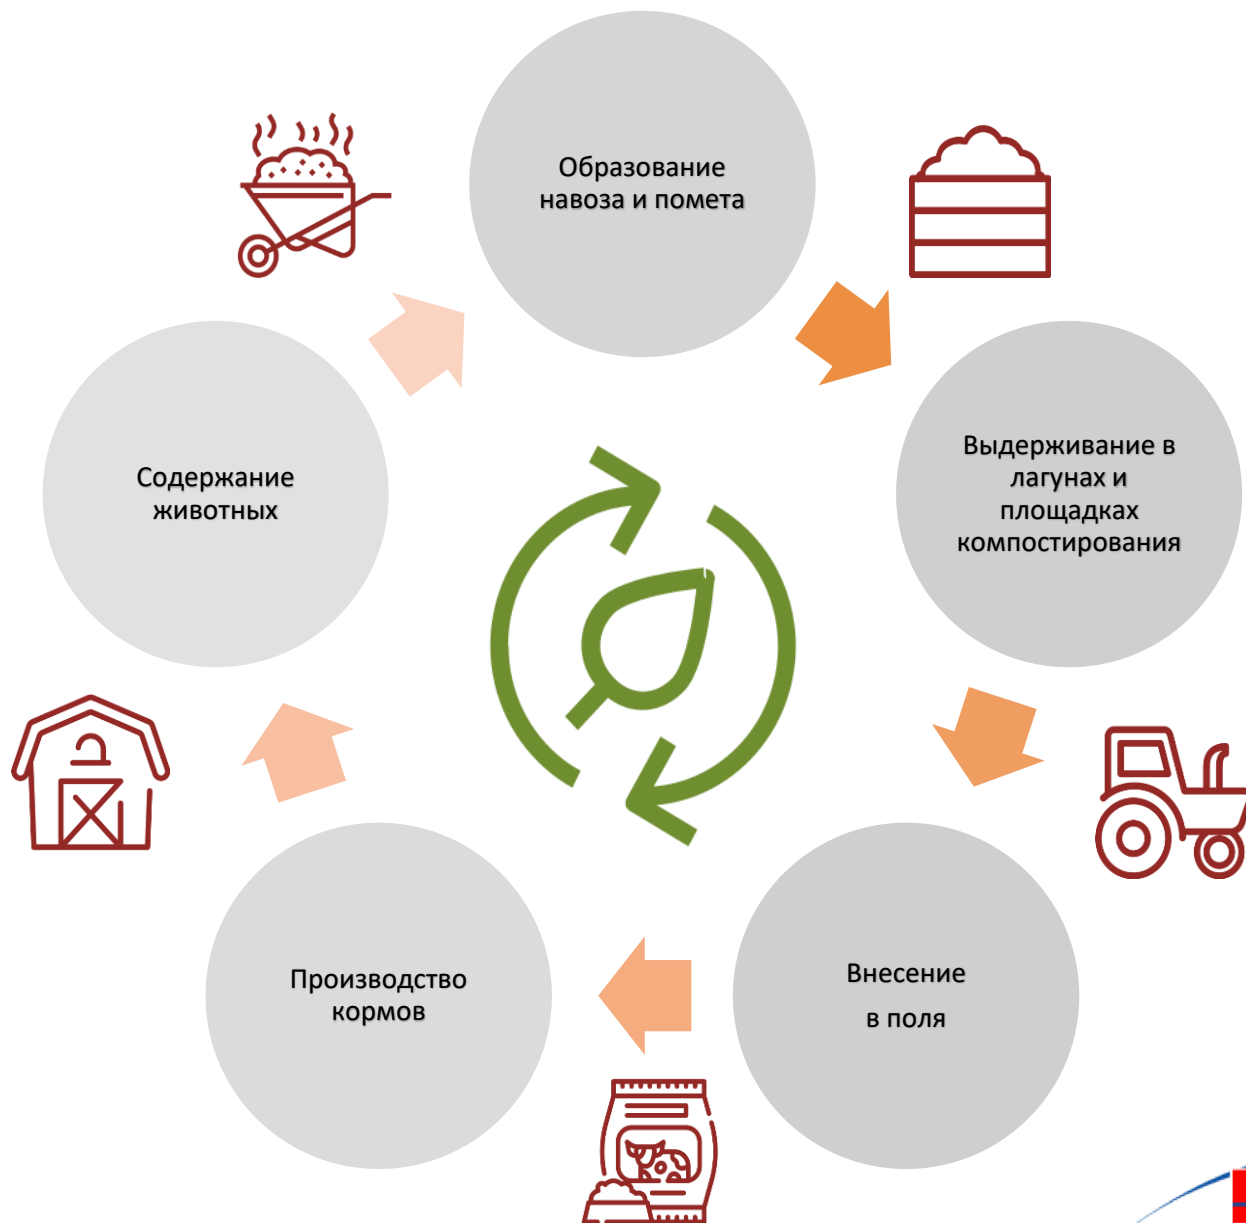 Образование
навоза и помета
Выдерживание в
лагунах и
площадках
компостирования
Содержание
животных
Внесение
в поля
Производство
кормов